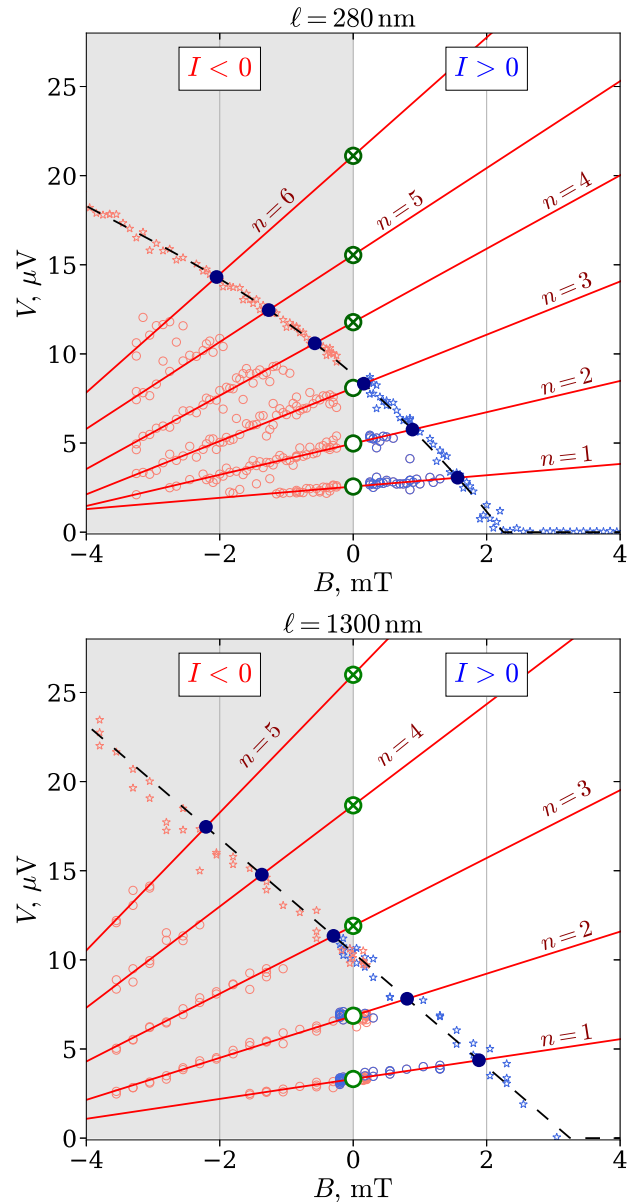 ℓ = 280 nm
I < 0
I > 0
25
20
15
10
5
0
V, μV
n = 6
n = 5
n = 4
n = 3
n = 2
n = 1
−4
−2
0
2
4
B, mT
ℓ = 1300 nm
I < 0
I > 0
25
20
15
10
5
0
V, μV
n = 5
n = 4
n = 3
n = 2
n = 1
−4
−2
0
2
4
B, mT